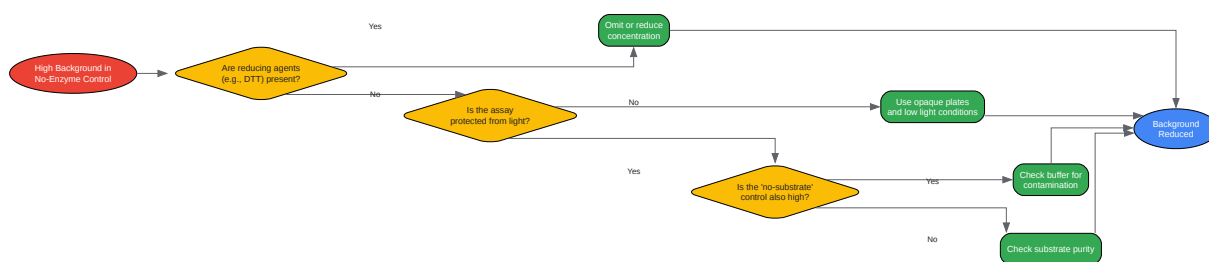 High Background in
No-Enzyme Control
Are reducing agents
(e.g., DTT) present?
Yes
Omit or reduce
concentration
No
Is the assay
protected from light?
No
Use opaque plates
and low light conditions
Yes
Is the 'no-substrate'
control also high?
Yes
Check buffer for
contamination
No
Check substrate purity
Background
Reduced